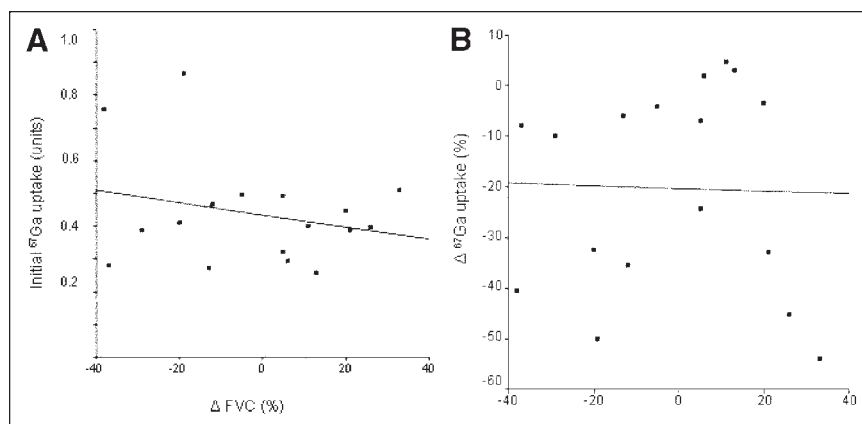 A
Initial ⁶⁷Ga uptake (units)
1.0
0.8
0.6
0.4
0.2
-40 -20 0 20 40
Δ FVC (%)
B
Δ ⁶⁷Ga uptake (%)
10
0
-10
-20
-30
-40
-50
-60
-40 -20 0 20 40